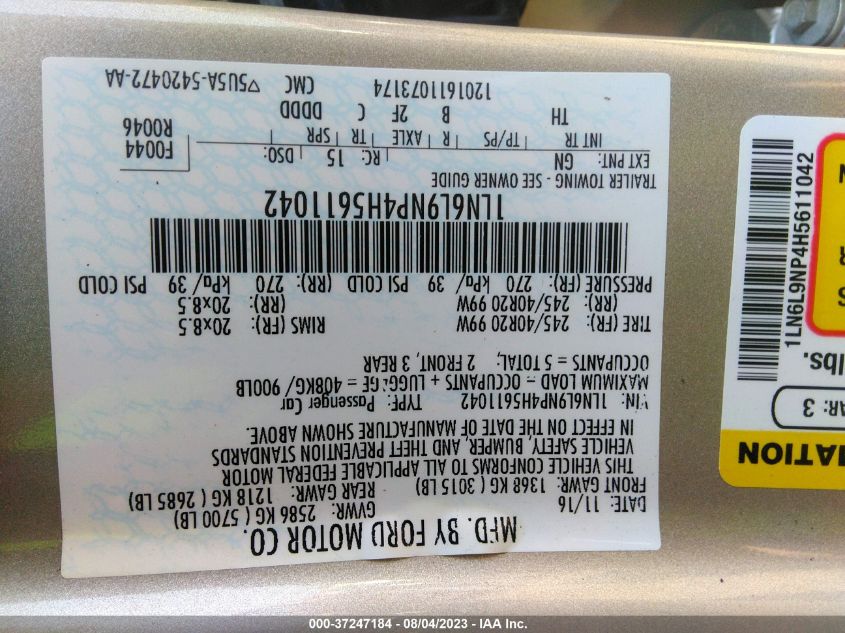 MFD. BY FORD MOTOR CO.
DATE: 11/16 GVWR: 2586 KG ( 5700 LB)
FRONT GAWR: 1368 KG ( 3015 LB) REAR GAWR: 1218 KG ( 2685 LB)
THIS VEHICLE CONFORMS TO ALL APPLICABLE FEDERAL MOTOR
VEHICLE SAFETY, BUMPER, AND THEFT PREVENTION STANDARDS
IN EFFECT ON THE DATE OF MANUFACTURE SHOWN ABOVE.
VIN: 1LN6L9NP4H5611042 TYPE: Passenger Car
MAXIMUM LOAD = OCCUPANTS + LUGGAGE = 408KG/ 900LB
OCCUPANTS = 5 TOTAL: 2 FRONT, 3 REAR
TIRE (FR): 245/40R20 99W RIMS (FR): 20x8.5
(RR): 245/40R20 99W (RR): 20x8.5
PRESSURE (FR): 270 kPa/ 39 PSI COLD (RR): 270 kPa/ 39 PSI COLD
1LN6L9NP4H5611042
TRAILER TOWING - SEE OWNER GUIDE
EXT PNT: GN RC: 15 DSO: F0044
INT TR TP/PS R AXLE TR SPR R0046
TH B 2F C DDDD
1201611073174 CMC ▽5U5A-5420472-AA
1LN6L9NP4H5611042
N
R
S
lbs.
AR: 3
MATION
000-37247184 - 08/04/2023 - IAA Inc.